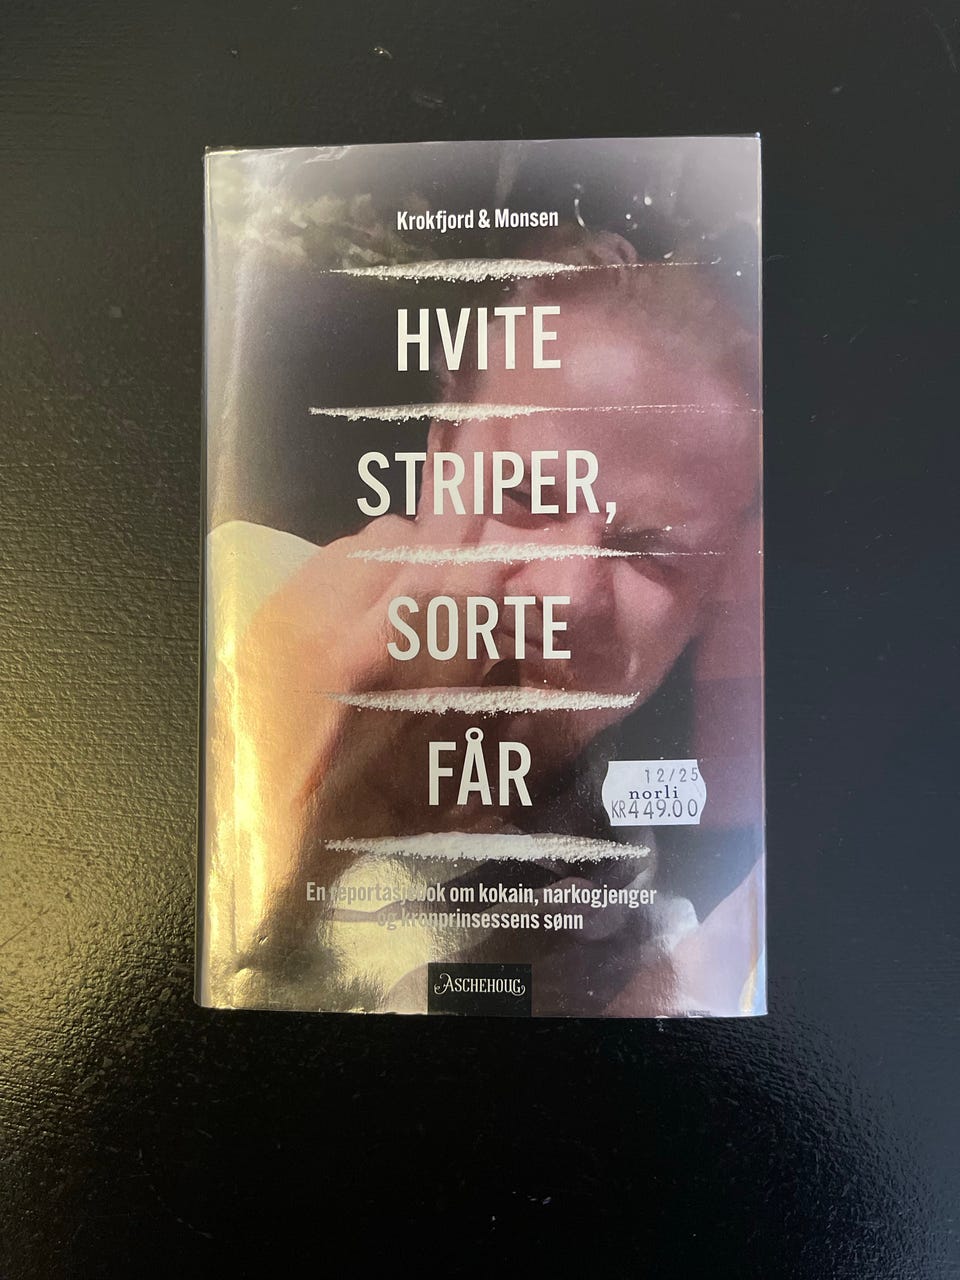 Krokfjord & Monsen
HVITE
STRIPER,
SORTE
FÅR
12/25
norli
KR449.00
En reportasjebok om kokain, narkogjenger
og kronprinsessens sønn
ASCHEHOUG